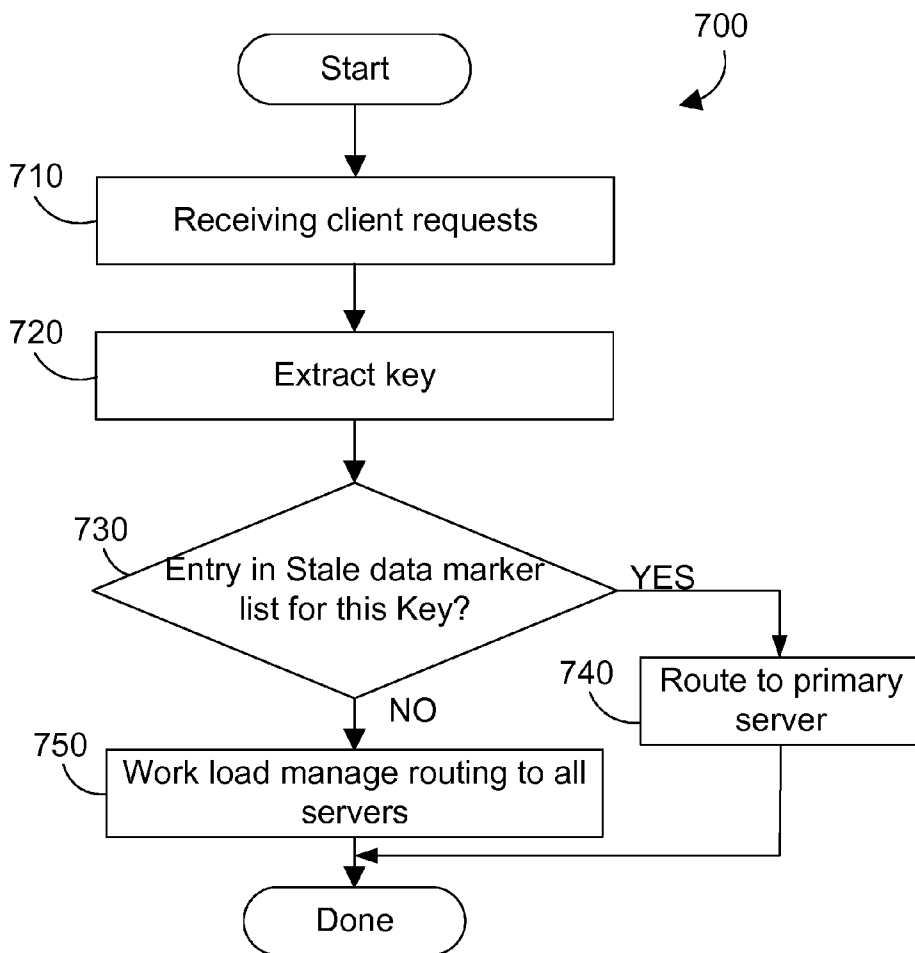 700
Start
710
Receiving client requests
720
Extract key
730
Entry in Stale data marker
list for this Key?
YES
NO
740
Route to primary
server
750
Work load manage routing to all
servers
Done